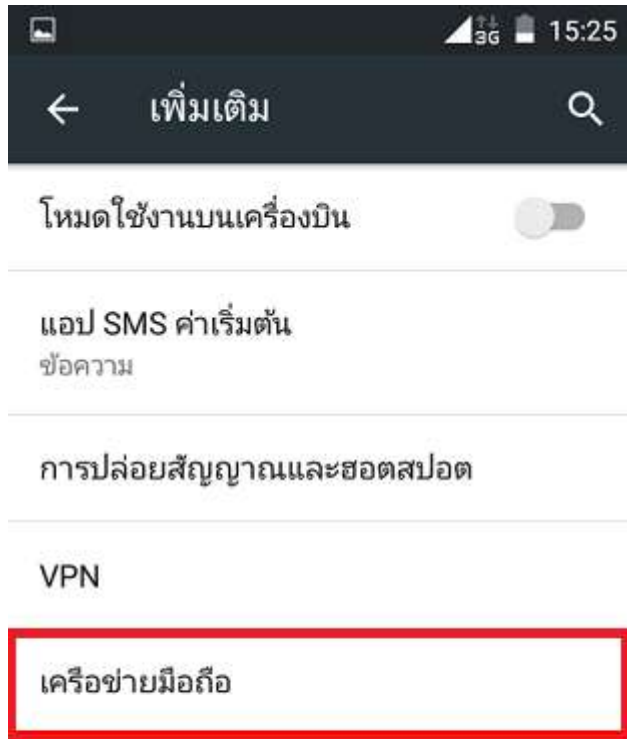 3G 15:25
เพิ่มเติม
โหมดใช้งานบนเครื่องบิน
แอป SMS ค่าเริ่มต้น
ข้อความ
การปล่อยสัญญาณและฮอตสปอต
VPN
เครือข่ายมือถือ